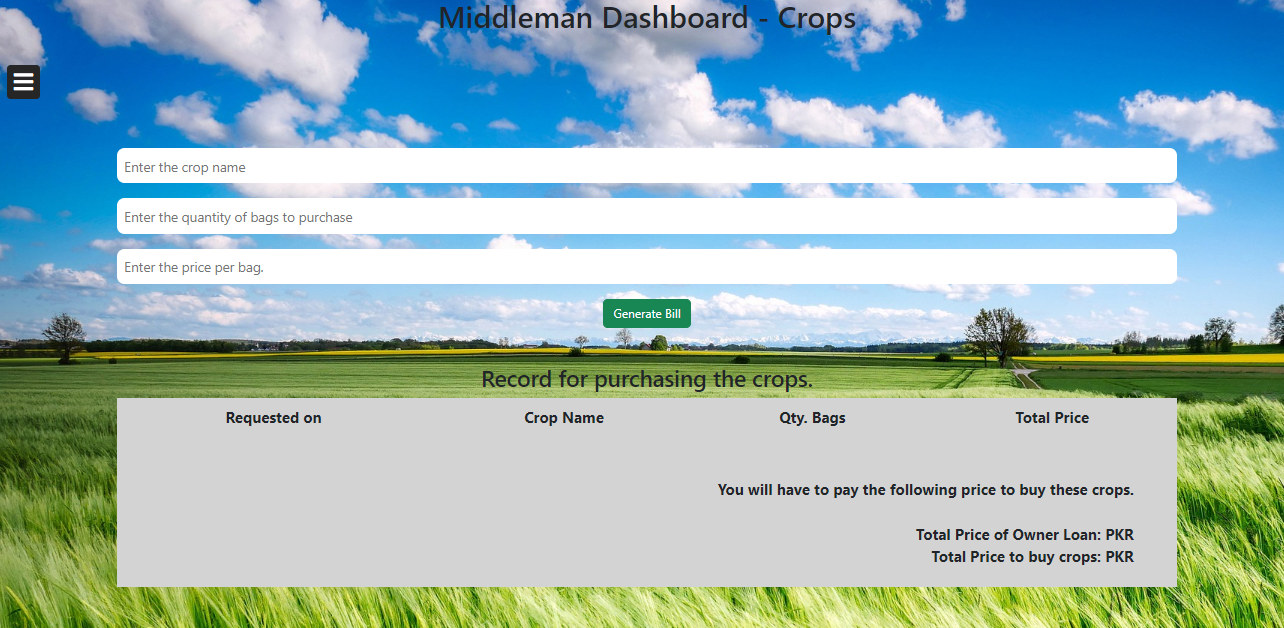 Middleman Dashboard - Crops
Enter the crop name
Enter the quantity of bags to purchase
Enter the price per bag.
Generate Bill
Record for purchasing the crops.
Requested on Crop Name Qty. Bags Total Price
You will have to pay the following price to buy these crops.
Total Price of Owner Loan: PKR
Total Price to buy crops: PKR